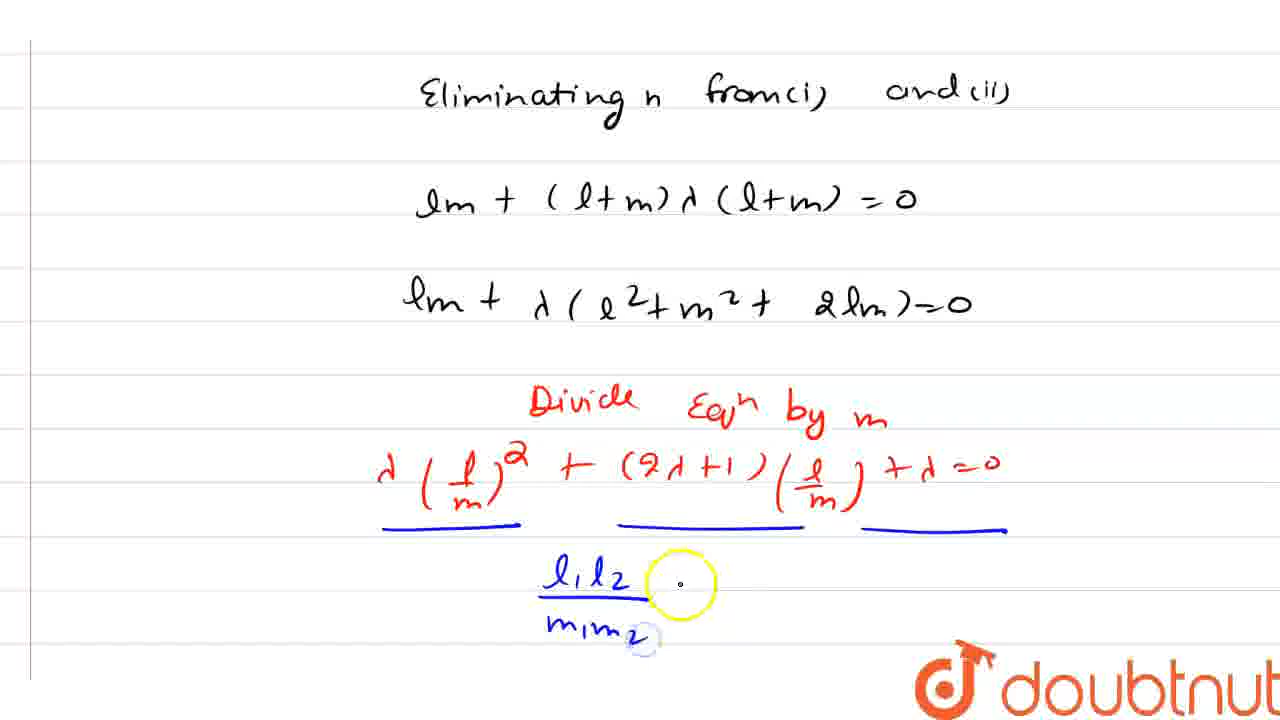 Eliminating n from (i) and (ii)
lm + (l+m) λ (l+m) = 0
lm + λ (l² + m² + 2lm) = 0
Divide Eqⁿ by m
λ (l/m)² + (2λ+1) (l/m) + λ = 0
l₁l₂
m₁m₂
doubtnut